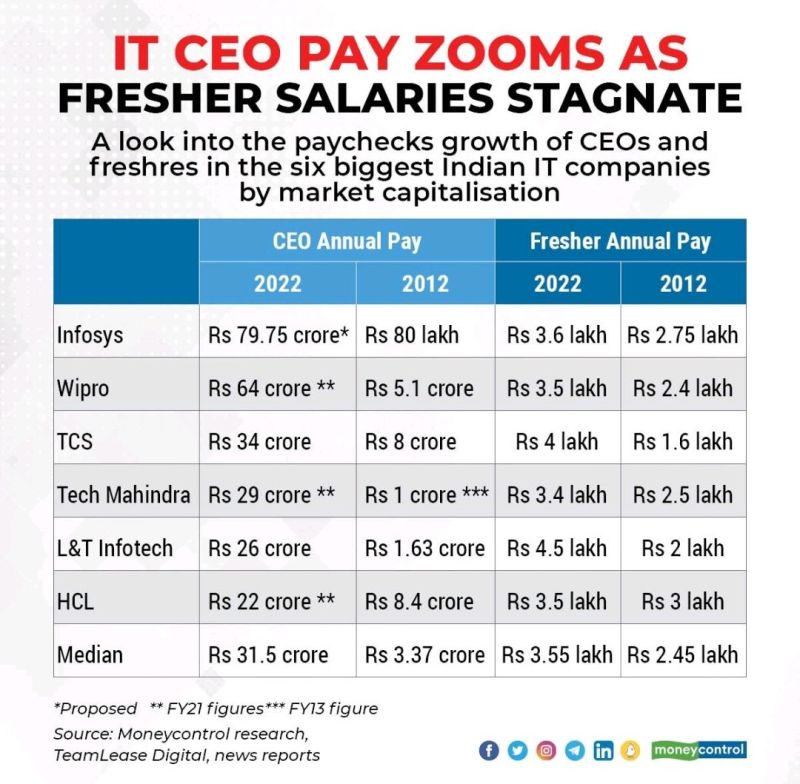 IT CEO PAY ZOOMS AS
FRESHER SALARIES STAGNATE
A look into the paychecks growth of CEOs and
freshres in the six biggest Indian IT companies
by market capitalisation
CEO Annual Pay Fresher Annual Pay
2022 2012 2022 2012
Infosys Rs 79.75 crore* Rs 80 lakh Rs 3.6 lakh Rs 2.75 lakh
Wipro Rs 64 crore ** Rs 5.1 crore Rs 3.5 lakh Rs 2.4 lakh
TCS Rs 34 crore Rs 8 crore Rs 4 lakh Rs 1.6 lakh
Tech Mahindra Rs 29 crore ** Rs 1 crore *** Rs 3.4 lakh Rs 2.5 lakh
L&T Infotech Rs 26 crore Rs 1.63 crore Rs 4.5 lakh Rs 2 lakh
HCL Rs 22 crore ** Rs 8.4 crore Rs 3.5 lakh Rs 3 lakh
Median Rs 31.5 crore Rs 3.37 crore Rs 3.55 lakh Rs 2.45 lakh
*Proposed ** FY21 figures*** FY13 figure
Source: Moneycontrol research,
TeamLease Digital, news reports
moneycontrol